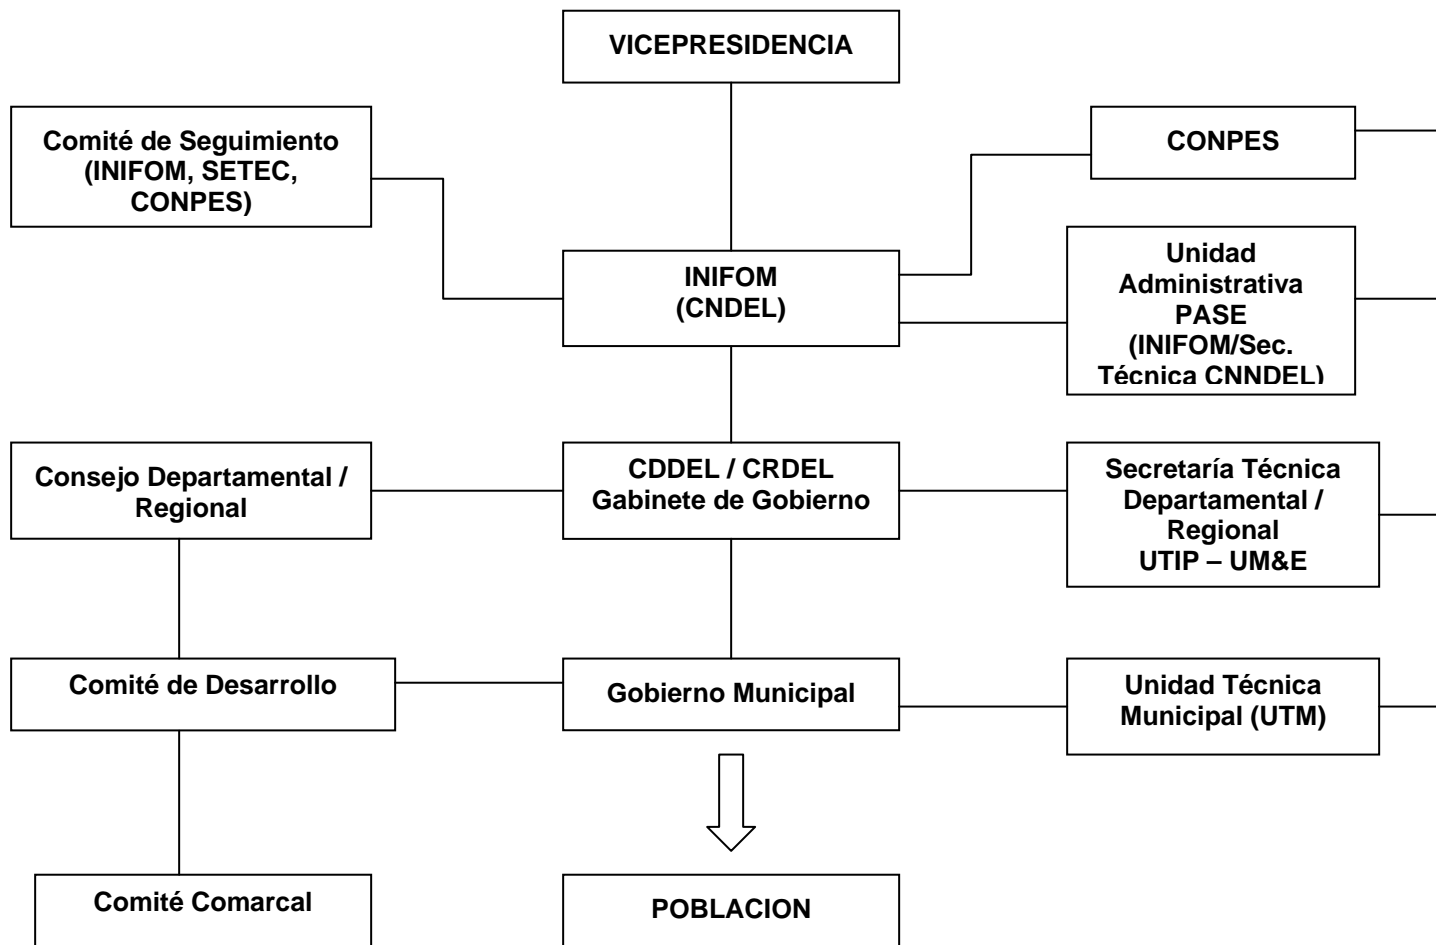 VICEPRESIDENCIA
Comité de Seguimiento
(INIFOM, SETEC,
CONPES)
CONPES
INIFOM
(CNDEL)
Unidad
Administrativa
PASE
(INIFOM/Sec.
Técnica CNNDEL)
Consejo Departamental /
Regional
CDDEL / CRDEL
Gabinete de Gobierno
Secretaría Técnica
Departamental /
Regional
UTIP – UM&E
Comité de Desarrollo
Gobierno Municipal
Unidad Técnica
Municipal (UTM)
Comité Comarcal
POBLACION